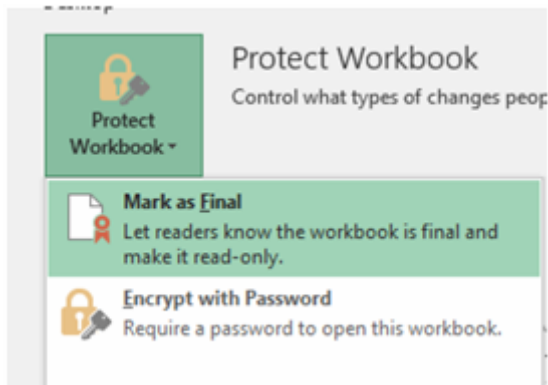 Protect Workbook
Control what types of changes
Protect
Workbook
Mark as Final
Let readers know the workbook is final and
make it read-only.
Encrypt with Password
Require a password to open this workbook.